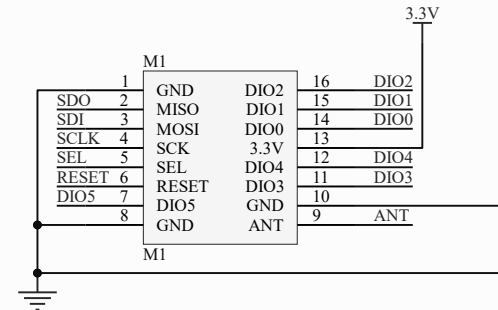 3.3V
M1
1 GND DIO2 16 DIO2
SDO 2 MISO DIO1 15 DIO1
SDI 3 MOSI DIO0 14 DIO0
SCLK 4 SCK 3.3V 13
SEL 5 SEL DIO4 12 DIO4
RESET 6 RESET DIO3 11 DIO3
DIO5 7 DIO5 GND 10
8 GND ANT 9 ANT
M1